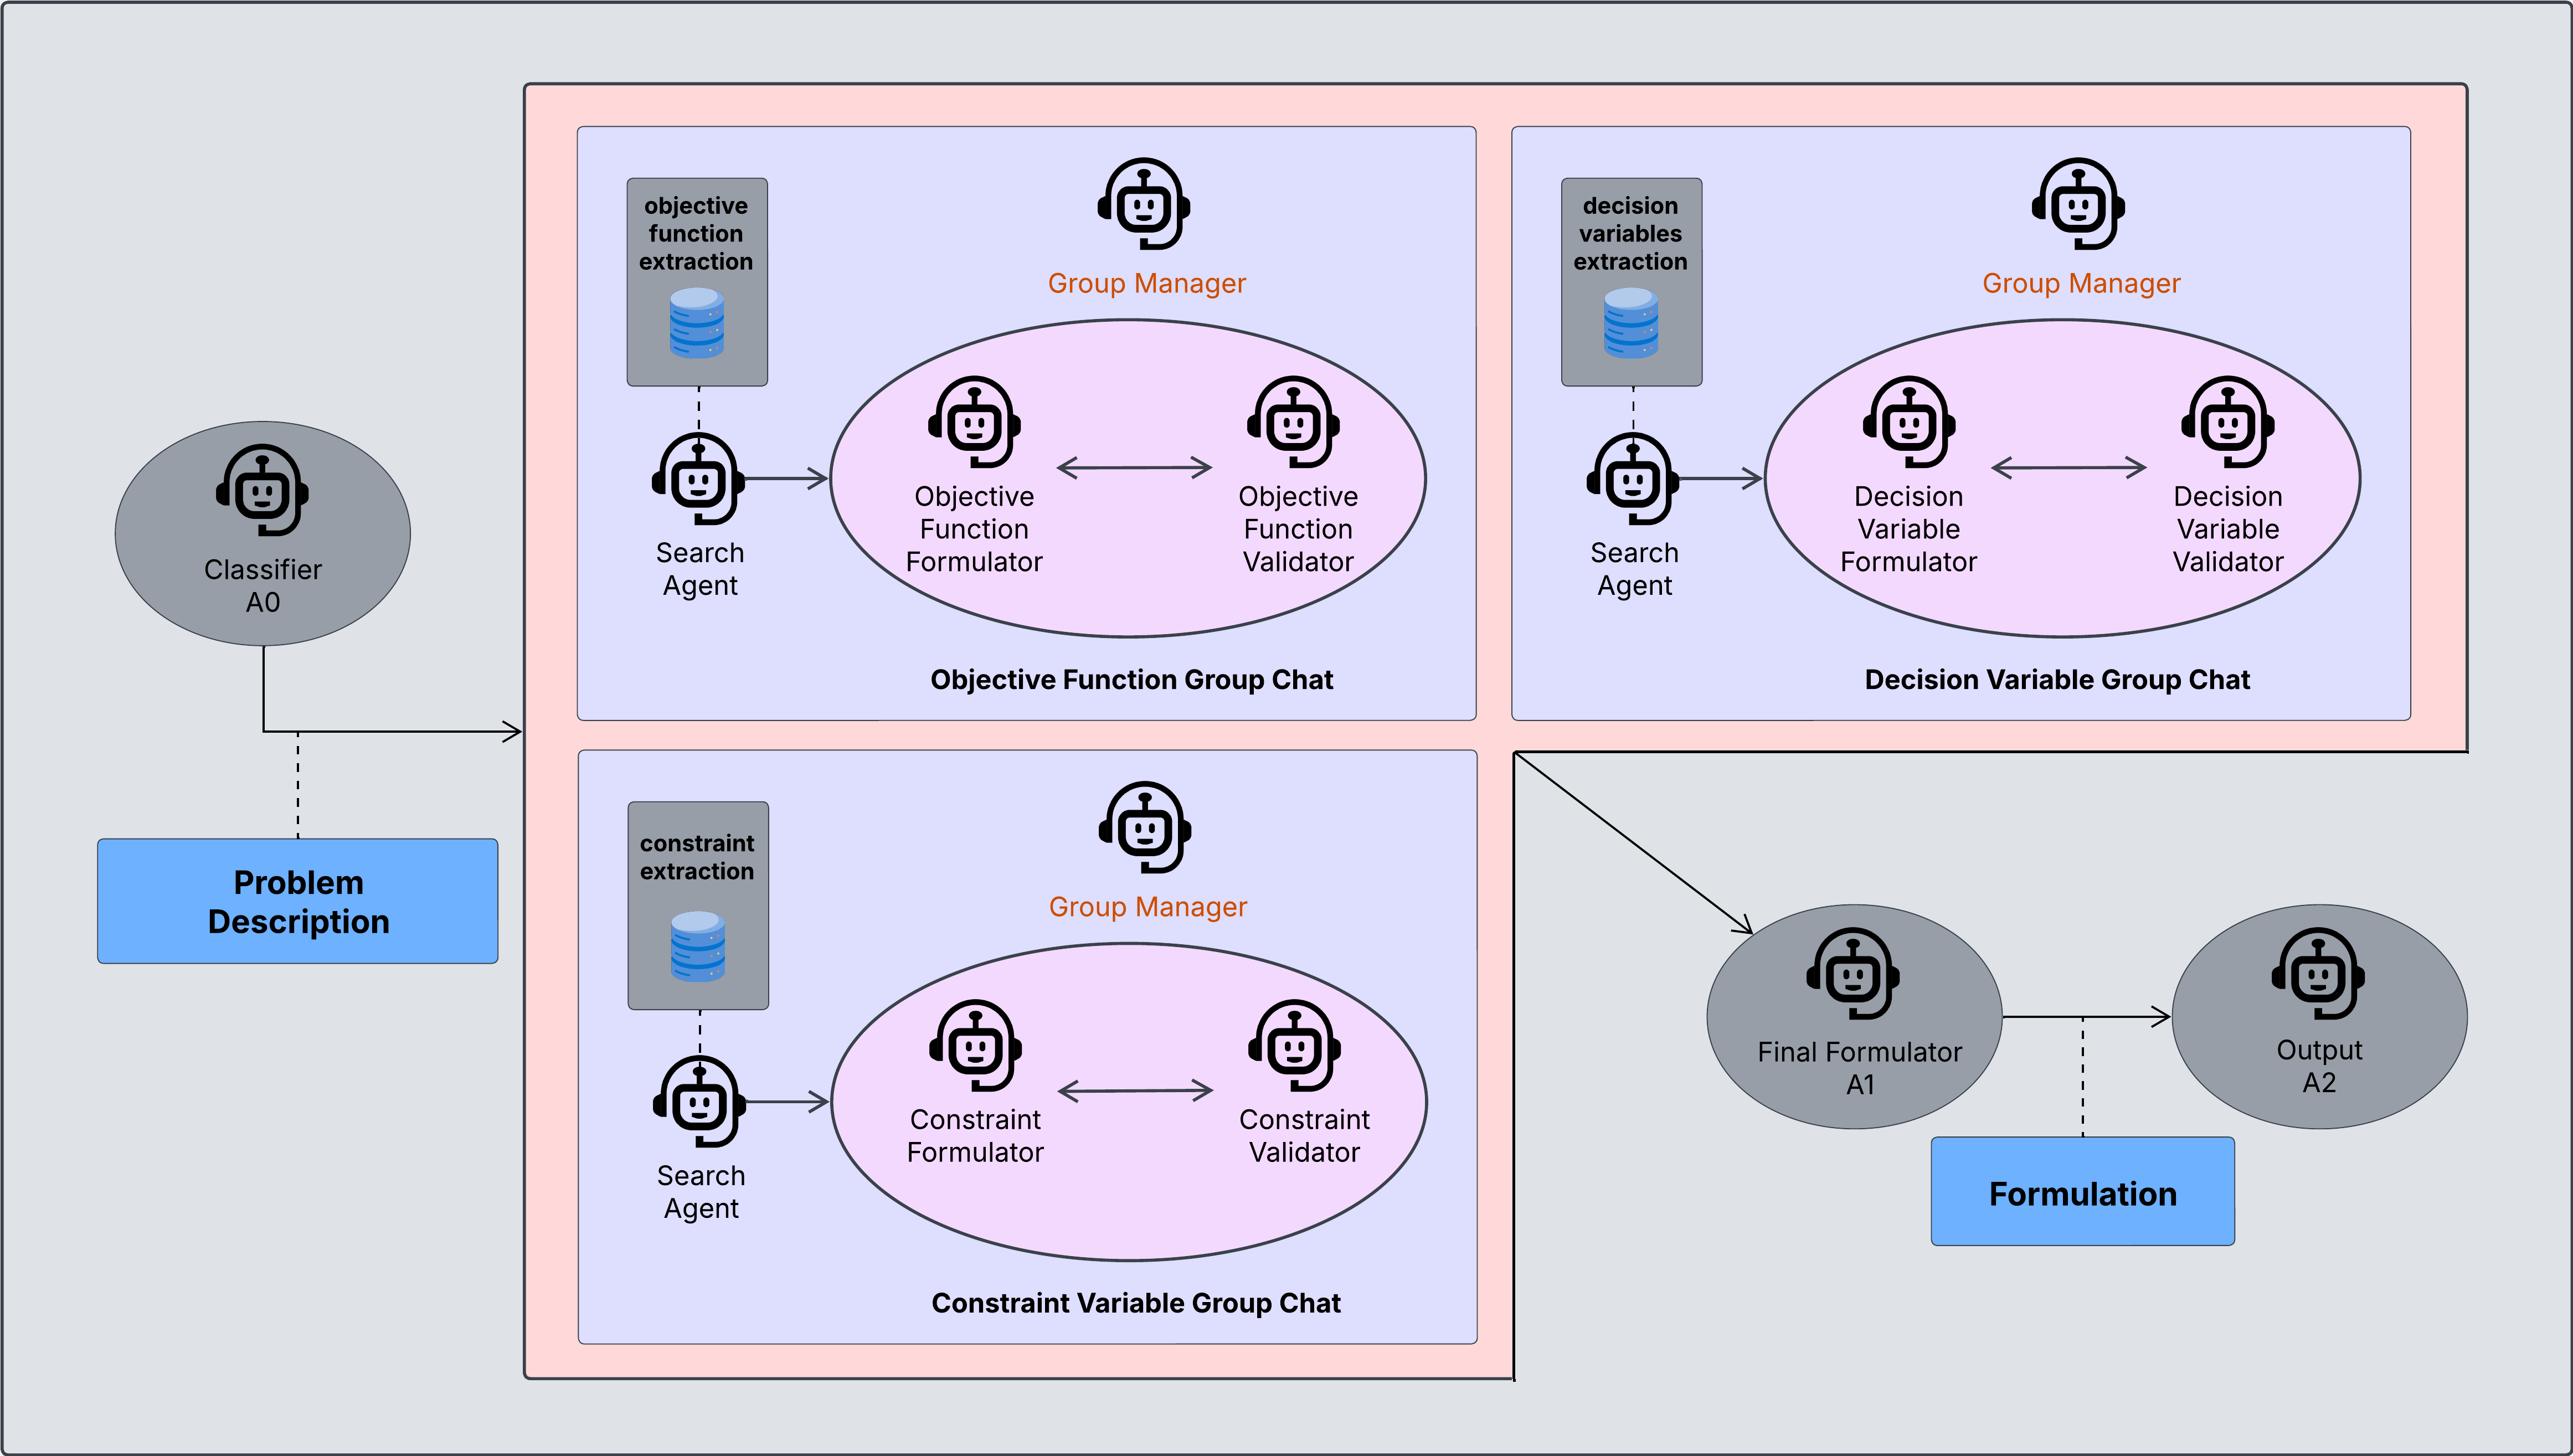 objective
function
extraction
Group Manager
Search
Agent
Objective
Function
Formulator
Objective
Function
Validator
Objective Function Group Chat
decision
variables
extraction
Group Manager
Search
Agent
Decision
Variable
Formulator
Decision
Variable
Validator
Decision Variable Group Chat
Classifier
A0
Problem
Description
constraint
extraction
Group Manager
Search
Agent
Constraint
Formulator
Constraint
Validator
Constraint Variable Group Chat
Final Formulator
A1
Output
A2
Formulation